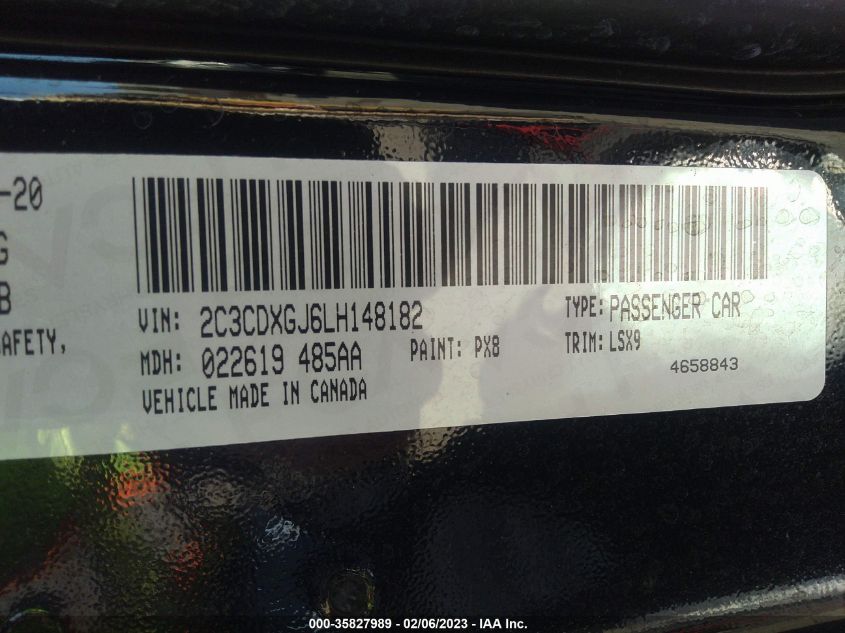 -20
G
B
AFETY,
VIN: 2C3CDXGJ6LH148182
TYPE: PASSENGER CAR
MDH: 022619 485AA
PAINT: PX8
TRIM: LSX9
4658843
VEHICLE MADE IN CANADA
000-35827989 - 02/06/2023 - IAA Inc.